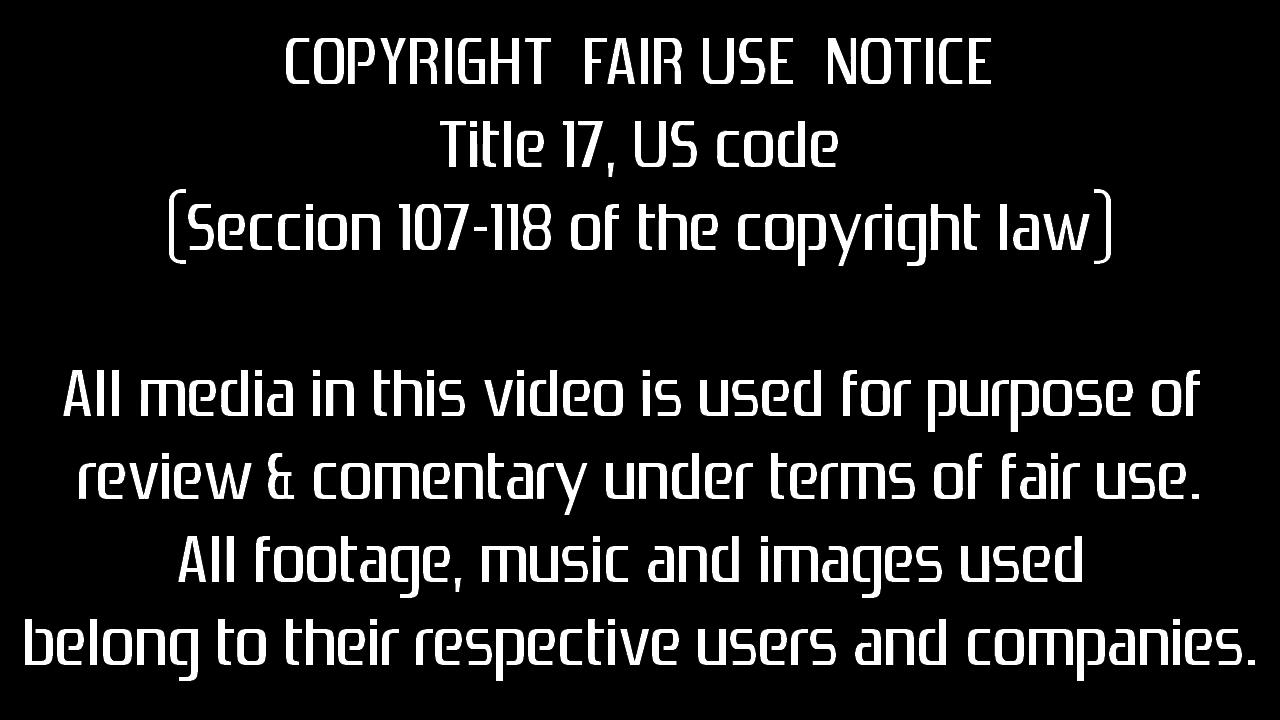 COPYRIGHT FAIR USE NOTICE
Title 17, US code
(Seccion 107-118 of the copyright law)
All media in this video is used for purpose of
review & comentary under terms of fair use.
All footage, music and images used
belong to their respective users and companies.